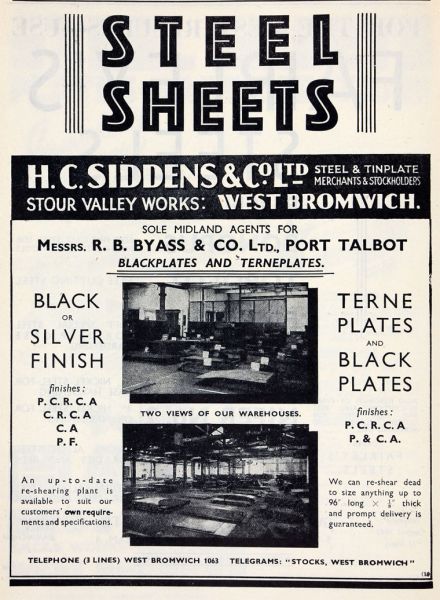 STEEL
SHEETS
H. C. SIDDENS & Co. LTD
STEEL & TINPLATE
MERCHANTS & STOCKHOLDERS
STOUR VALLEY WORKS: WEST BROMWICH.
SOLE MIDLAND AGENTS FOR
MESSRS. R. B. BYASS & CO. LTD., PORT TALBOT
BLACKPLATES AND TERNEPLATES.
BLACK
OR
SILVER
FINISH
finishes:
P. C. R. C. A
C. R. C. A
C. A
P. F.
An up-to-date
re-shearing plant is
available to suit our
customers' own require-
ments and specifications.
TWO VIEWS OF OUR WAREHOUSES.
TERNE
PLATES
AND
BLACK
PLATES
finishes:
P. C. R. C. A
P. & C. A.
We can re-shear dead
to size anything up to
96" long × ⅛" thick
and prompt delivery is
guaranteed.
TELEPHONE (3 LINES) WEST BROMWICH 1063 TELEGRAMS: "STOCKS, WEST BROMWICH"